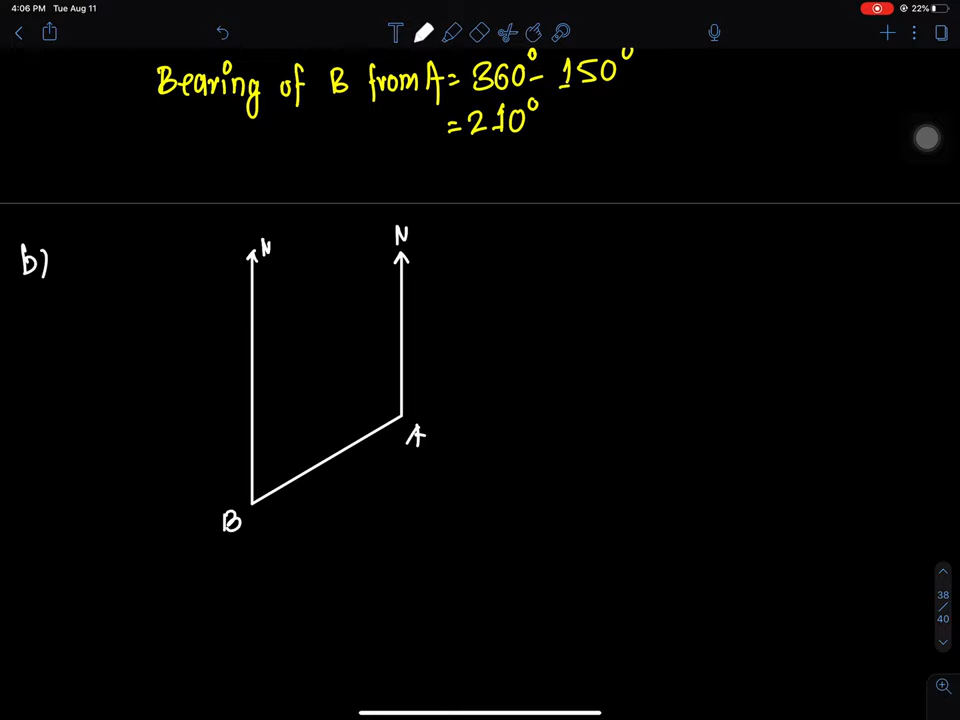 4:06 PM Tue Aug 11
22%
T
Bearing of B from A = 360° - 150°
= 210°
b)
N
N
A
B
38
/
40